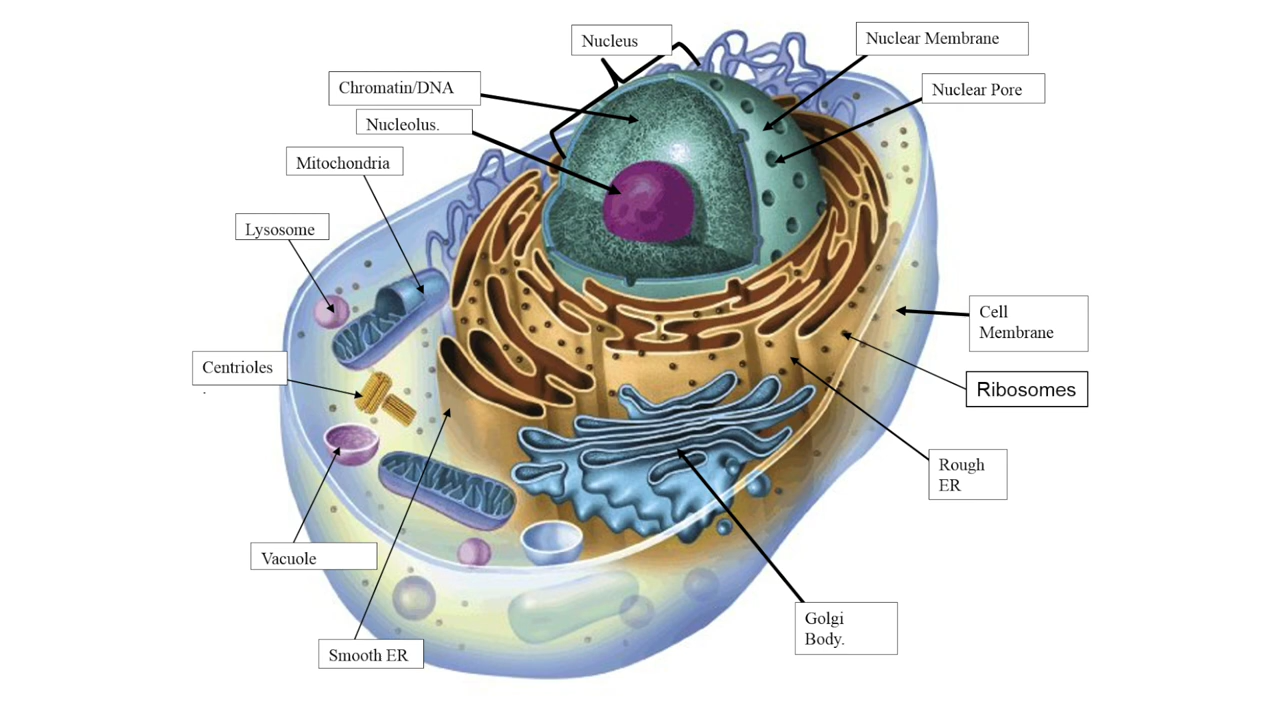 Nucleus
Nuclear Membrane
Chromatin/DNA
Nuclear Pore
Nucleolus.
Mitochondria
Lysosome
Cell
Membrane
Centrioles
.
Ribosomes
Rough
ER
Vacuole
Golgi
Body.
Smooth ER